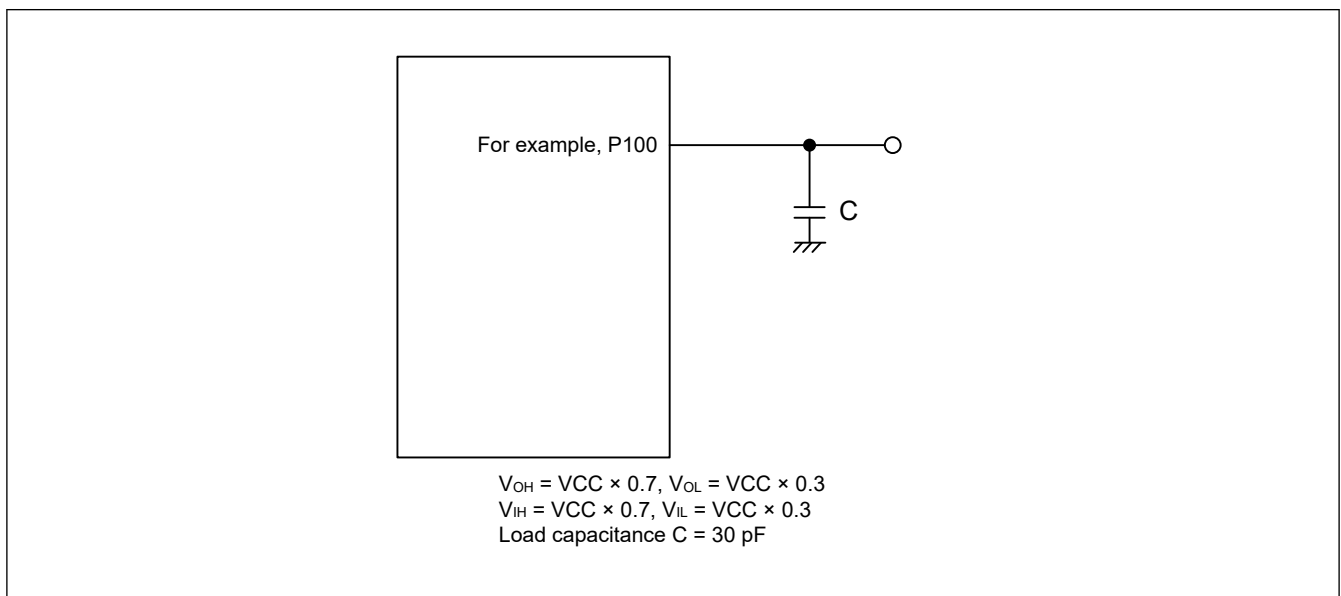 For example, P100
C
VOH = VCC × 0.7, VOL = VCC × 0.3
VIH = VCC × 0.7, VIL = VCC × 0.3
Load capacitance C = 30 pF